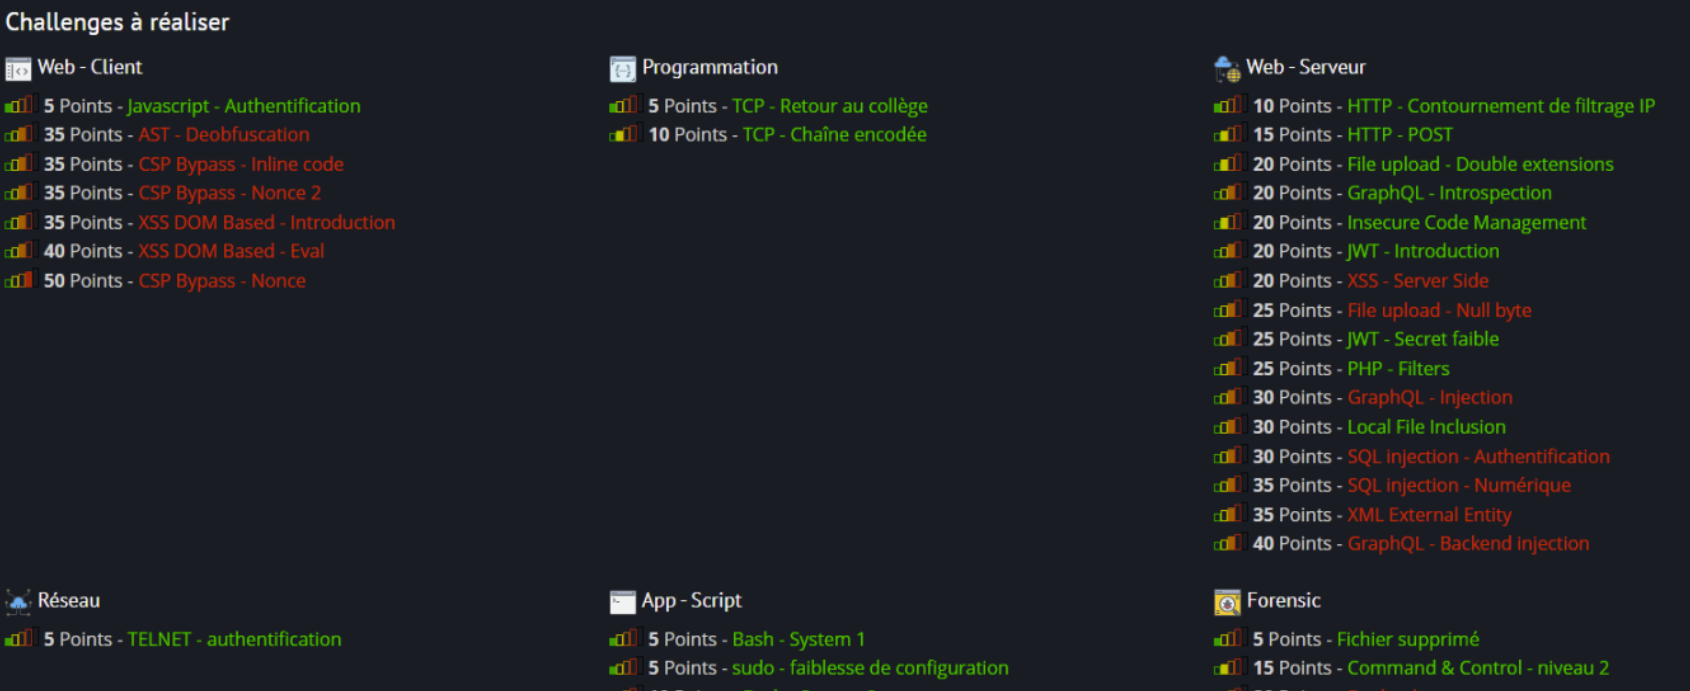 Challenges à réaliser
Web - Client
5 Points - Javascript - Authentification
35 Points - AST - Deobfuscation
35 Points - CSP Bypass - Inline code
35 Points - CSP Bypass - Nonce 2
35 Points - XSS DOM Based - Introduction
40 Points - XSS DOM Based - Eval
50 Points - CSP Bypass - Nonce
Programmation
5 Points - TCP - Retour au collège
10 Points - TCP - Chaîne encodée
Web - Serveur
10 Points - HTTP - Contournement de filtrage IP
15 Points - HTTP - POST
20 Points - File upload - Double extensions
20 Points - GraphQL - Introspection
20 Points - Insecure Code Management
20 Points - JWT - Introduction
20 Points - XSS - Server Side
25 Points - File upload - Null byte
25 Points - JWT - Secret faible
25 Points - PHP - Filters
30 Points - GraphQL - Injection
30 Points - Local File Inclusion
30 Points - SQL injection - Authentification
35 Points - SQL injection - Numérique
35 Points - XML External Entity
40 Points - GraphQL - Backend injection
Réseau
5 Points - TELNET - authentification
App - Script
5 Points - Bash - System 1
5 Points - sudo - faiblesse de configuration
Forensic
5 Points - Fichier supprimé
15 Points - Command & Control - niveau 2